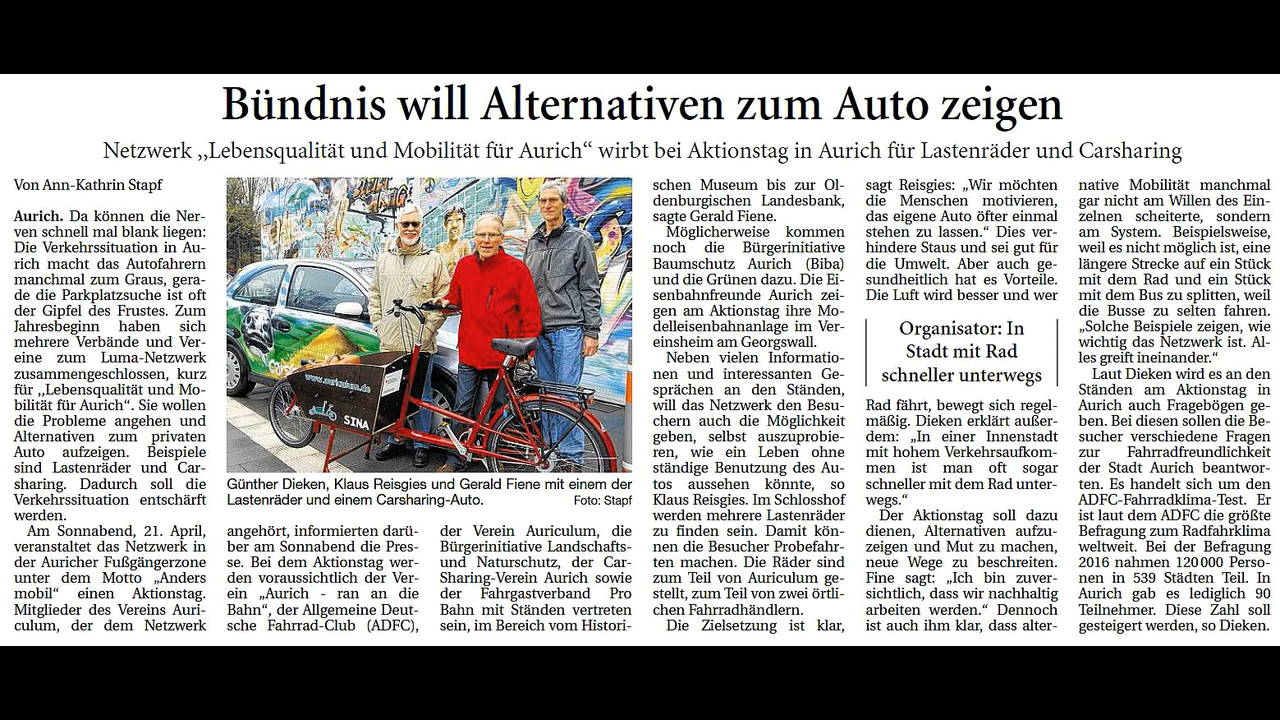 Bündnis will Alternativen zum Auto zeigen
Netzwerk „Lebensqualität und Mobilität für Aurich“ wirbt bei Aktionstag in Aurich für Lastenräder und Carsharing
Von Ann-Kathrin Stapf
Aurich. Da können die Ner-
ven schnell mal blank liegen:
Die Verkehrssituation in Au-
rich macht das Autofahrern
manchmal zum Graus, gera-
de die Parkplatzsuche ist oft
der Gipfel des Frustes. Zum
Jahresbeginn haben sich
mehrere Verbände und Ver-
eine zum Luma-Netzwerk
zusammengeschlossen, kurz
für „Lebensqualität und Mo-
bilität für Aurich“. Sie wollen
die Probleme angehen und
Alternativen zum privaten
Auto aufzeigen. Beispiele
sind Lastenräder und Car-
sharing. Dadurch soll die
Verkehrssituation entschärft
werden.
Am Sonnabend, 21. April,
veranstaltet das Netzwerk in
der Auricher Fußgängerzone
unter dem Motto „Anders
mobil“ einen Aktionstag.
Mitglieder des Vereins Auri-
culum, der dem Netzwerk
www.auriculum.de
SINA
Günther Dieken, Klaus Reisgies und Gerald Fiene mit einem der
Lastenräder und einem Carsharing-Auto. Foto: Stapf
angehört, informierten darü-
ber am Sonnabend die Pres-
se. Bei dem Aktionstag wer-
den voraussichtlich der Ver-
ein „Aurich - ran an die
Bahn“, der Allgemeine Deut-
sche Fahrrad-Club (ADFC),
der Verein Auriculum, die
Bürgerinitiative Landschafts-
und Naturschutz, der Car-
Sharing-Verein Aurich sowie
der Fahrgastverband Pro
Bahn mit Ständen vertreten
sein, im Bereich vom Histori-
schen Museum bis zur Ol-
denburgischen Landesbank,
sagte Gerald Fiene.
Möglicherweise kommen
noch die Bürgerinitiative
Baumschutz Aurich (Biba)
und die Grünen dazu. Die Ei-
senbahnfreunde Aurich zei-
gen am Aktionstag ihre Mo-
delleisenbahnanlage im Ver-
einsheim am Georgswall.
Neben vielen Informatio-
nen und interessanten Ge-
sprächen an den Ständen,
will das Netzwerk den Besu-
chern auch die Möglichkeit
geben, selbst auszuprobie-
ren, wie ein Leben ohne
ständige Benutzung des Au-
tos aussehen könnte, so
Klaus Reisgies. Im Schlosshof
werden mehrere Lastenräder
zu finden sein. Damit kön-
nen die Besucher Probefahr-
ten machen. Die Räder sind
zum Teil von Auriculum ge-
stellt, zum Teil von zwei örtli-
chen Fahrradhändlern.
Die Zielsetzung ist klar,
sagt Reisgies: „Wir möchten
die Menschen motivieren,
das eigene Auto öfter einmal
stehen zu lassen.“ Dies ver-
hindere Staus und sei gut für
die Umwelt. Aber auch ge-
sundheitlich hat es Vorteile.
Die Luft wird besser und wer
Organisator: In
Stadt mit Rad
schneller unterwegs
Rad fährt, bewegt sich regel-
mäßig. Dieken erklärt außer-
dem: „In einer Innenstadt
mit hohem Verkehrsaufkom-
men ist man oft sogar
schneller mit dem Rad unter-
wegs.“
Der Aktionstag soll dazu
dienen, Alternativen aufzu-
zeigen und Mut zu machen,
neue Wege zu beschreiten.
Fine sagt: „Ich bin zuver-
sichtlich, dass wir nachhaltig
arbeiten werden.“ Dennoch
ist auch ihm klar, dass alter-
native Mobilität manchmal
gar nicht am Willen des Ein-
zelnen scheiterte, sondern
am System. Beispielsweise,
weil es nicht möglich ist, eine
längere Strecke auf ein Stück
mit dem Rad und ein Stück
mit dem Bus zu splitten, weil
die Busse zu selten fahren.
„Solche Beispiele zeigen, wie
wichtig das Netzwerk ist. Al-
les greift ineinander.“
Laut Dieken wird es an den
Ständen am Aktionstag in
Aurich auch Fragebögen ge-
ben. Bei diesen sollen die Be-
sucher verschiedene Fragen
zur Fahrradfreundlichkeit
der Stadt Aurich beantwor-
ten. Es handelt sich um den
ADFC-Fahrradklima-Test. Er
ist laut dem ADFC die größte
Befragung zum Radfahrklima
weltweit. Bei der Befragung
2016 nahmen 120 000 Perso-
nen in 539 Städten Teil. In
Aurich gab es lediglich 90
Teilnehmer. Diese Zahl soll
gesteigert werden, so Dieken.